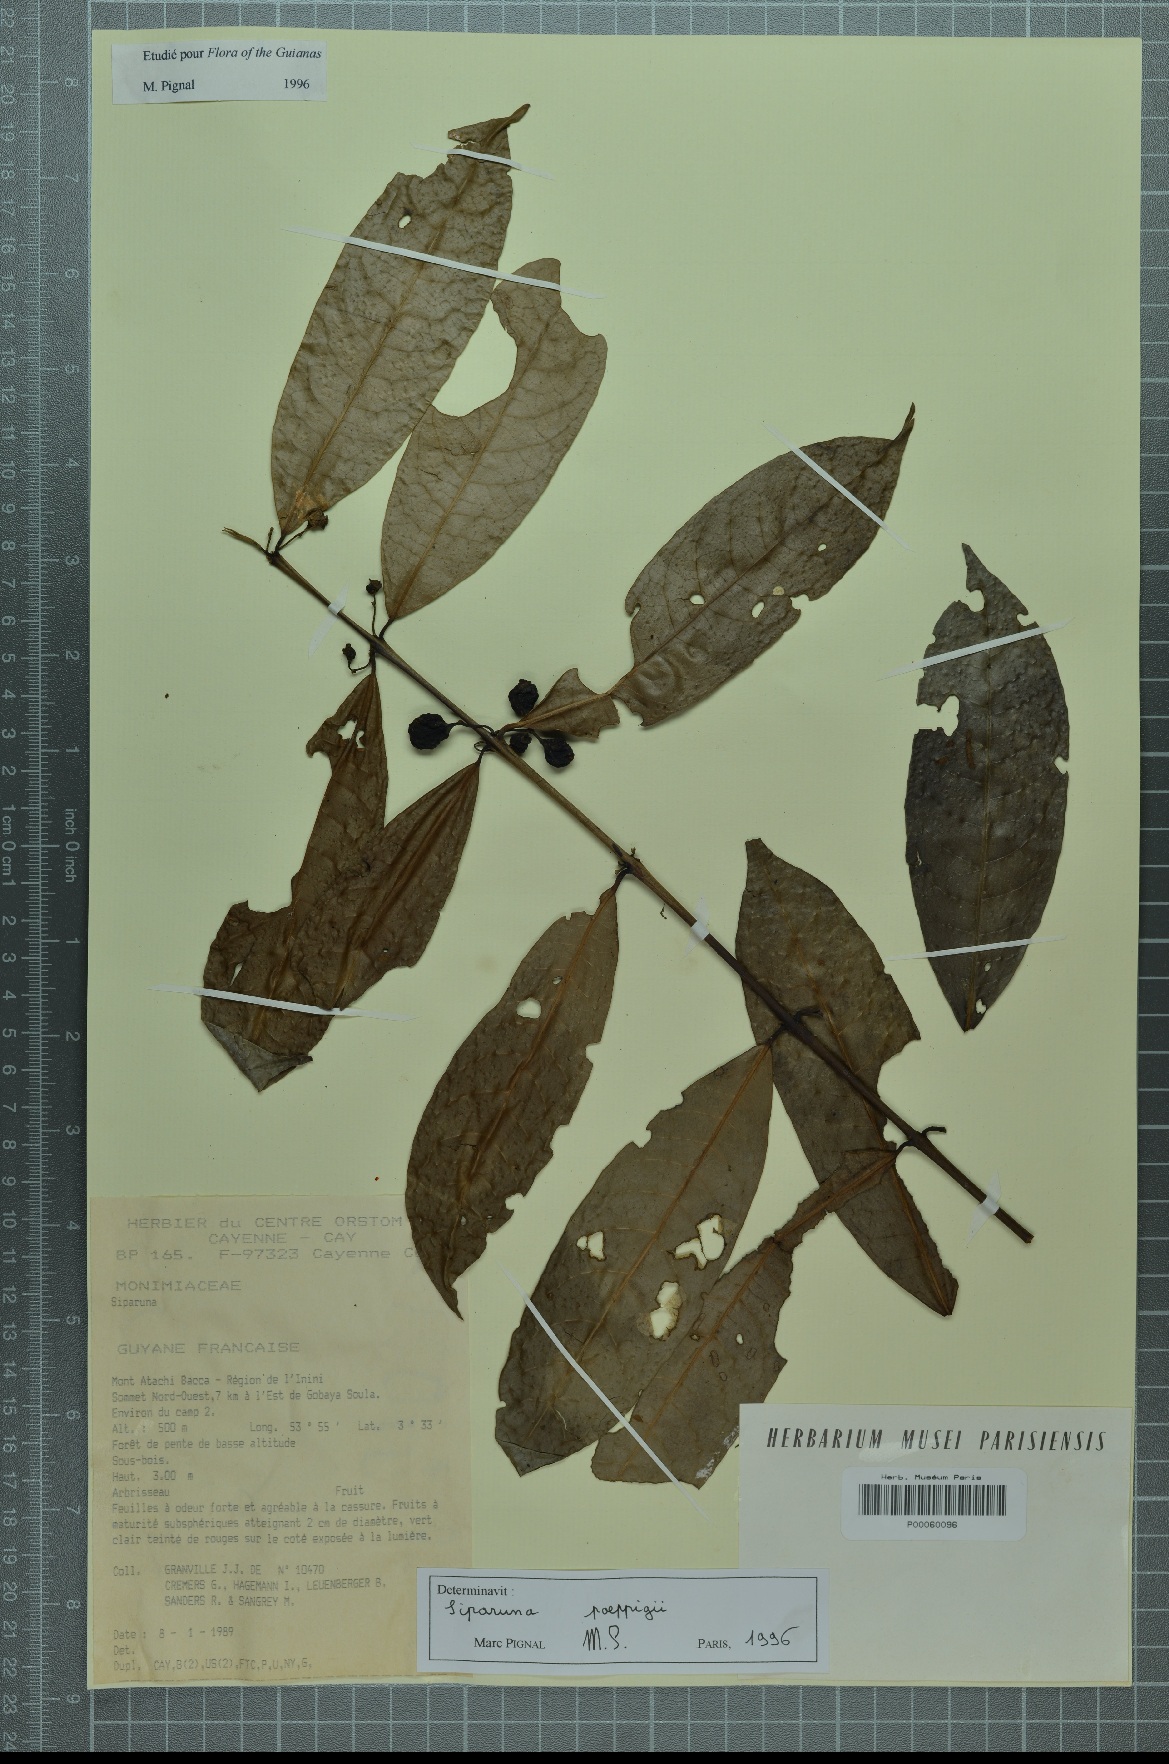 Etudié pour Flora of the Guianas
M. Pignal 1996
HERBIER du CENTRE ORSTOM
CAYENNE - CAY
BP 165. F-97323 Cayenne
MONIMIACEAE
Siparuna
GUYANE FRANCAISE
Mont Atachi Bacca - Région de l'Inini
Sommet Nord-Ouest,7 km à l'Est de Gobaya Soula.
Environ du camp 2.
Alt. : 500 m Long. 53 ° 55 ' Lat. 3 ° 33 '
Forêt de pente de basse altitude
Sous-bois.
Haut. 3.00 m
Arbrisseau Fruit
Feuilles à odeur forte et agréable à la cassure. Fruits à
maturité subsphériques atteignant 2 cm de diamètre, vert
clair teinté de rouges sur le coté exposée à la lumière.
Coll. GRANVILLE J.J. DE N° 10470
CREMERS G., HAGEMANN I., LEUENBERGER B.
SANDERS R. & SANGREY M.
Date : 8 - 1 - 1989
Det.
Dupl. CAY,B(2),US(2),FTC,P,U,NY,G.
HERBARIUM MUSEI PARISIENSIS
Herb. Muséum Paris
P00060096
Determinavit :
Siparuna poeppigii
Marc PIGNAL M.P. PARIS, 1996